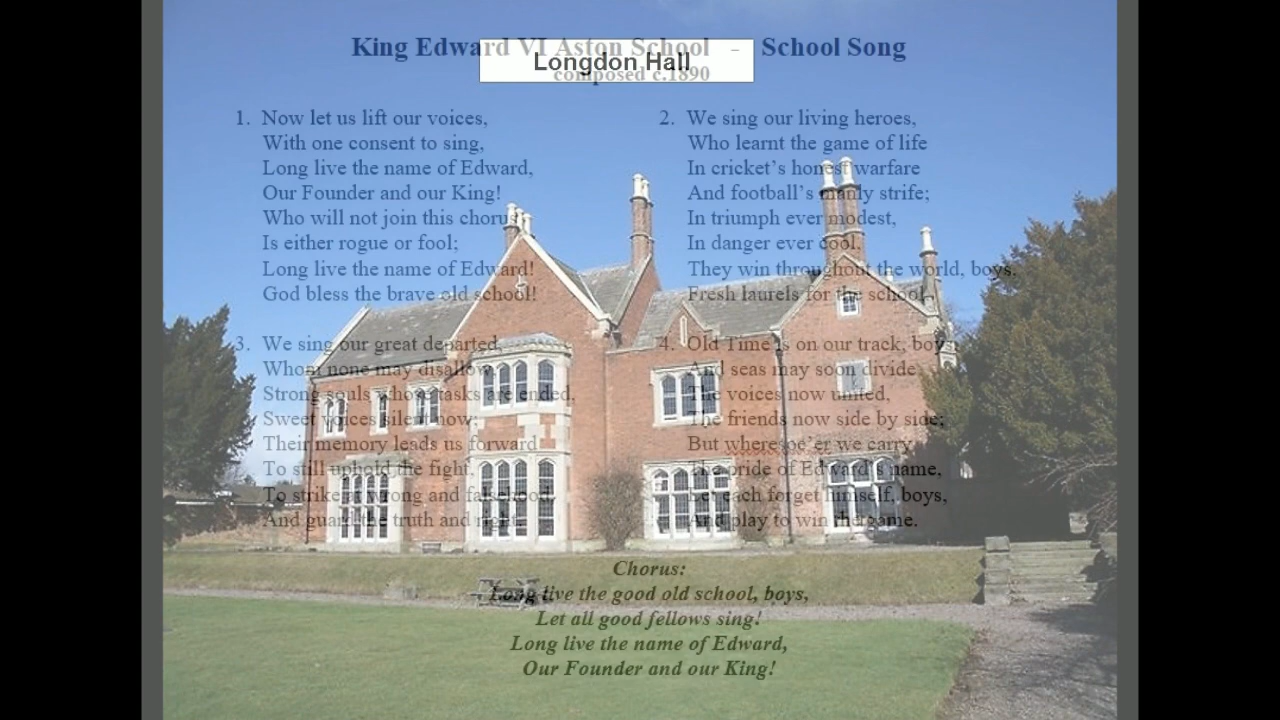 King Edward VI Aston School - School Song
Longdon Hall
composed c.1890
1. Now let us lift our voices,
With one consent to sing,
Long live the name of Edward,
Our Founder and our King!
Who will not join this chorus
Is either rogue or fool;
Long live the name of Edward!
God bless the brave old school!
2. We sing our living heroes,
Who learnt the game of life
In cricket's honest warfare
And football's manly strife;
In triumph ever modest,
In danger ever cool,
They win throughout the world, boys,
Fresh laurels for the school.
3. We sing our great departed,
Whom none may disallow,
Strong souls whose tasks are ended,
Sweet voices silent now;
Their memory leads us forward
To still uphold the fight,
To strike at wrong and falsehood,
And guard the truth and right.
4. Old Time is on our track, boys,
And seas may soon divide
The voices now united,
The friends now side by side;
But wheresoe'er we carry
The pride of Edward's name,
Let each forget himself, boys,
And play to win the game.
Chorus:
Long live the good old school, boys,
Let all good fellows sing!
Long live the name of Edward,
Our Founder and our King!